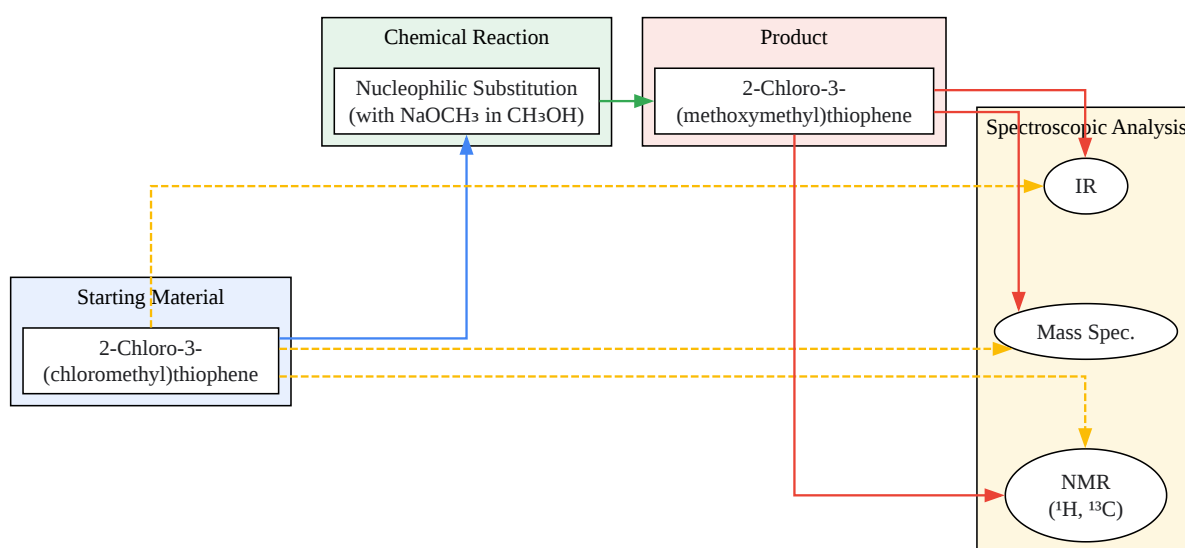 Chemical Reaction
Nucleophilic Substitution
(with NaOCH₃ in CH₃OH)
Product
2-Chloro-3-
(methoxymethyl)thiophene
Spectroscopic Analysis
IR
Starting Material
2-Chloro-3-
(chloromethyl)thiophene
Mass Spec.
NMR
(¹H, ¹³C)